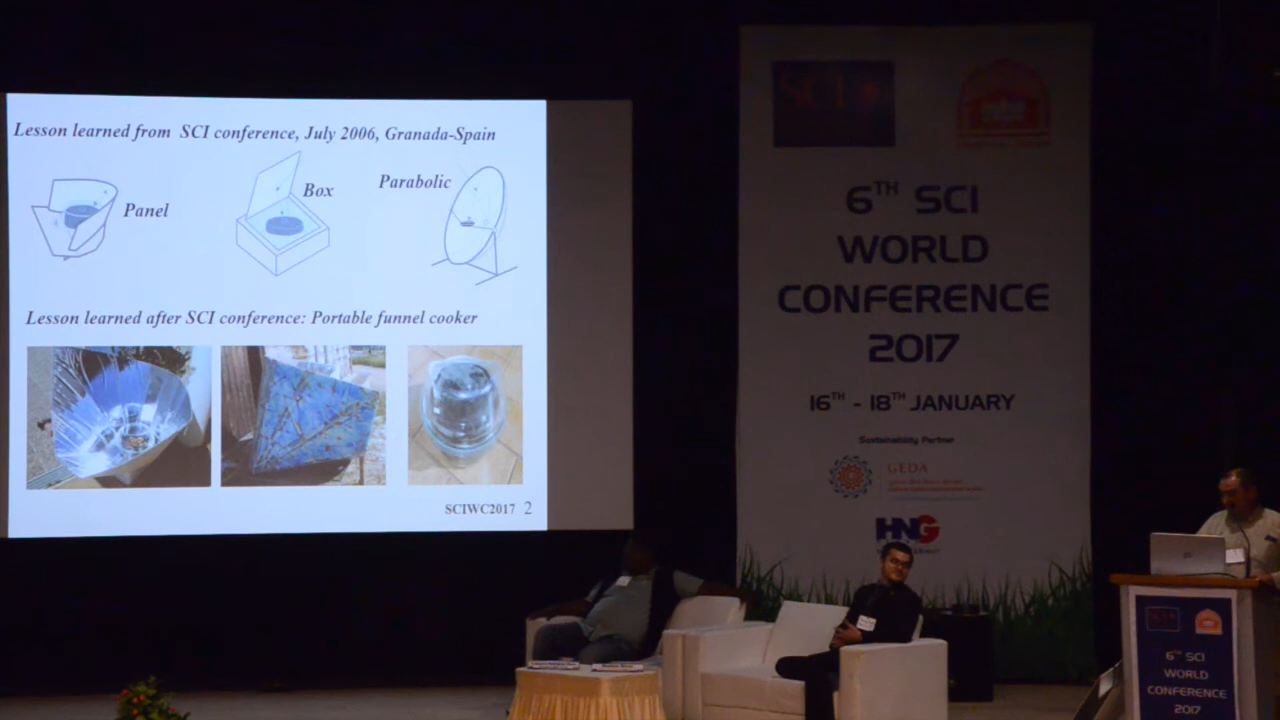 Lesson learned from SCI conference, July 2006, Granada-Spain
Panel
Box
Parabolic
Lesson learned after SCI conference: Portable funnel cooker
SCIWC2017 2
SCI
6TH SCI
WORLD
CONFERENCE
2017
16TH - 18TH JANUARY
Sustainability Partner
GEDA
HNG
6TH SCI
WORLD
CONFERENCE
2017